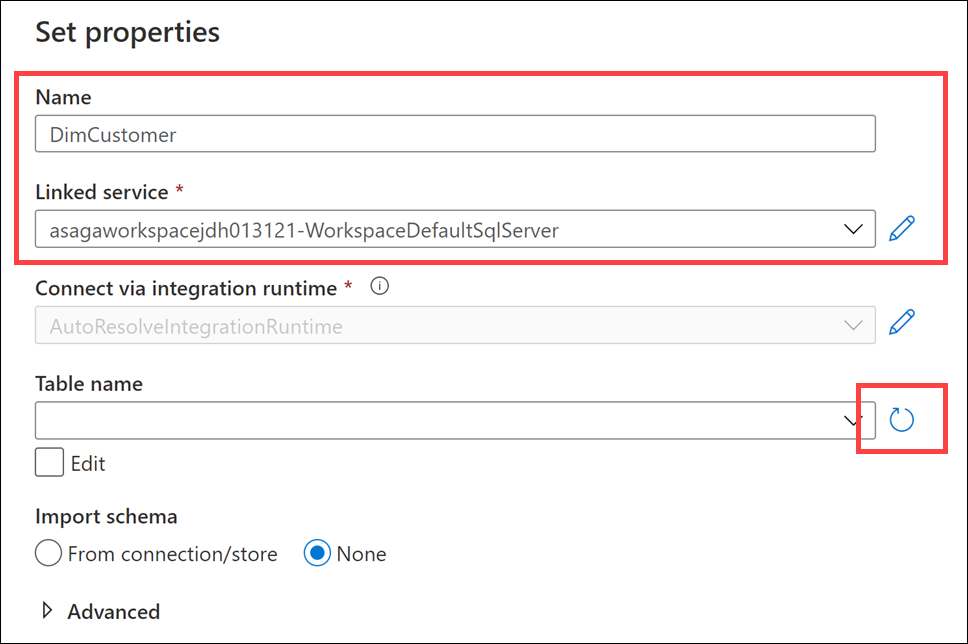 Set properties
Name
DimCustomer
Linked service *
asagaworkspacejdh013121-WorkspaceDefaultSqlServer
Connect via integration runtime * i
AutoResolveIntegrationRuntime
Table name
Edit
Import schema
From connection/store None
Advanced